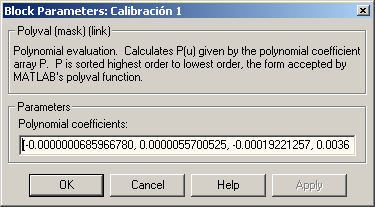 Block Parameters: Calibración 1
Polyval (mask) (link)
Polynomial evaluation. Calculates P(u) given by the polynomial coefficient
array P. P is sorted highest order to lowest order, the form accepted by
MATLAB's polyval function.
Parameters
Polynomial coefficients:
[-0.0000000685966780, 0.0000055700525, -0.00019221257, 0.0036
OK Cancel Help Apply